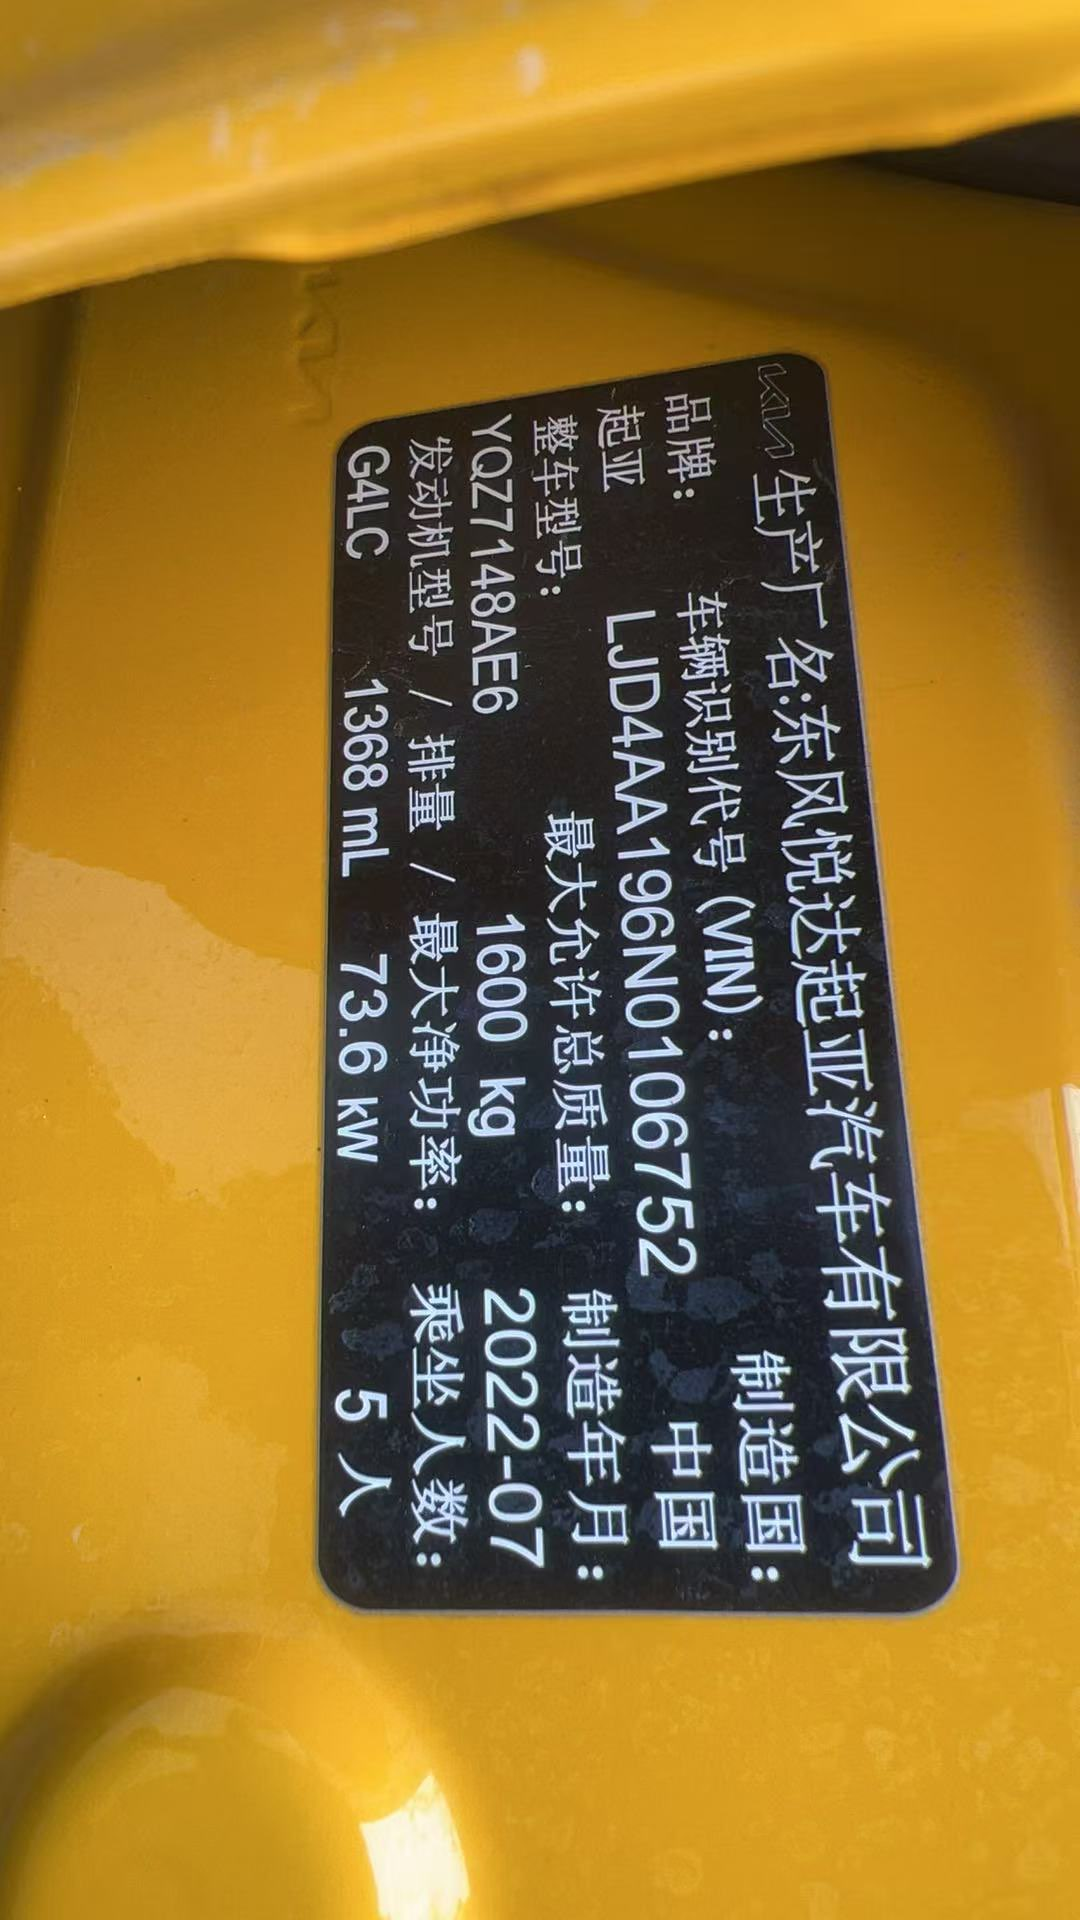 KIA 生产厂名:东风悦达起亚汽车有限公司
品牌: 车辆识别代号 (VIN): 制造国:
起亚 LJD4AA196N0106752 中国
整车型号: 最大允许总质量: 制造年月:
YQZ7148AE6 1600 kg 2022-07
发动机型号 / 排量 / 最大净功率: 乘坐人数:
G4LC 1368 mL 73.6 kW 5 人
KIA